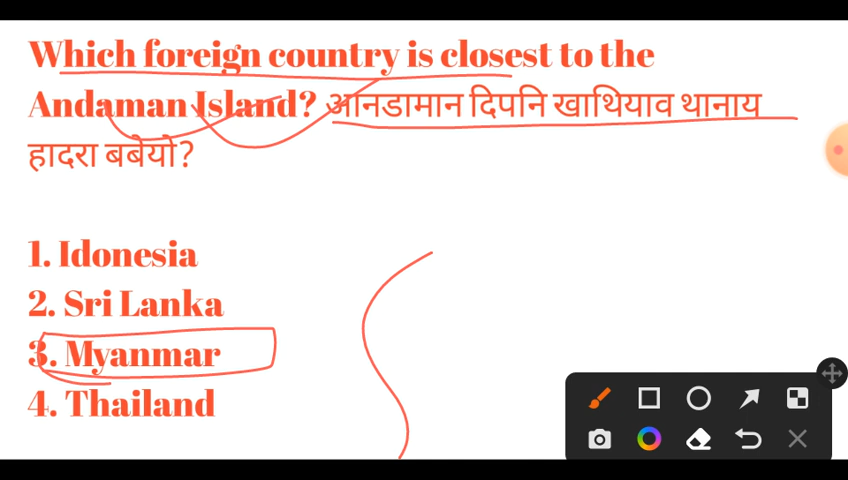 Which foreign country is closest to the
Andaman Island? आनडामान दिपनि खाथियाव थानाय
हादरा बबेयो?
1. Idonesia
2. Sri Lanka
3. Myanmar
4. Thailand